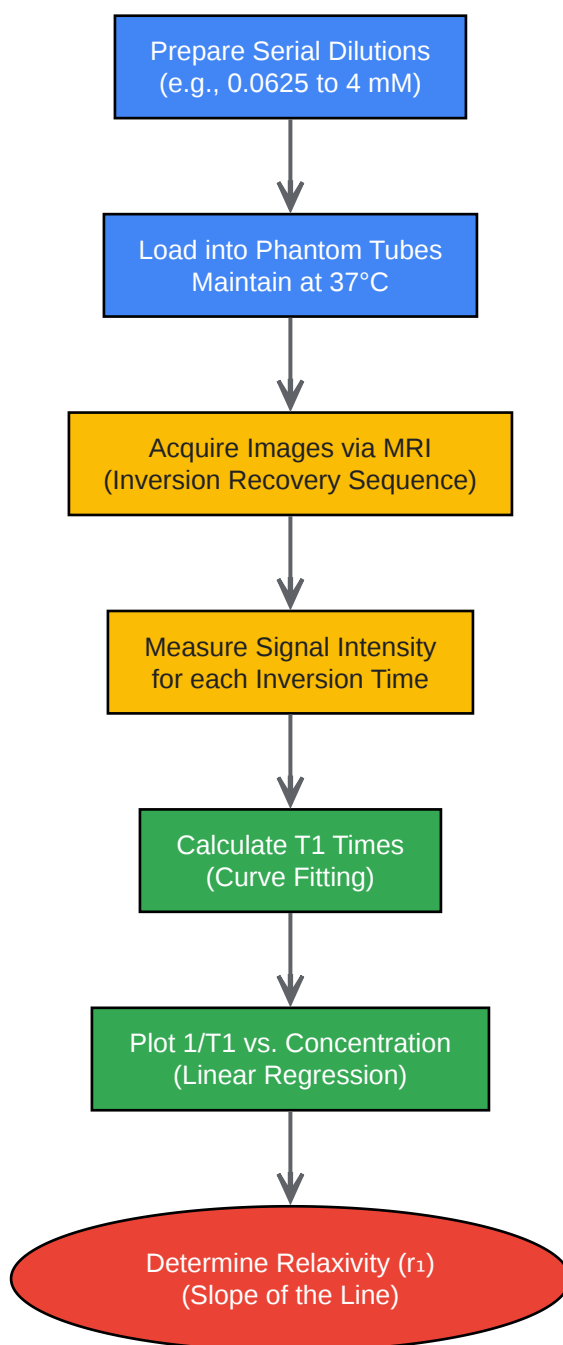 Prepare Serial Dilutions
(e.g., 0.0625 to 4 mM)
Load into Phantom Tubes
Maintain at 37°C
Acquire Images via MRI
(Inversion Recovery Sequence)
Measure Signal Intensity
for each Inversion Time
Calculate T1 Times
(Curve Fitting)
Plot 1/T1 vs. Concentration
(Linear Regression)
Determine Relaxivity (r₁)
(Slope of the Line)